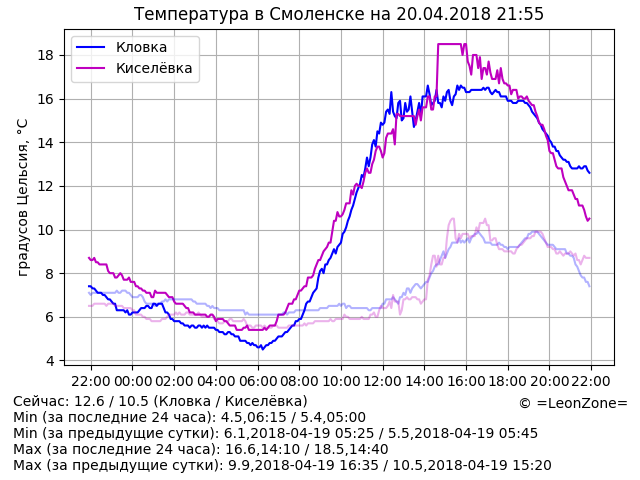 Температура в Смоленске на 20.04.2018 21:55
Кловка
Киселёвка
градусов Цельсия, °C
18
16
14
12
10
8
6
4
22:00 00:00 02:00 04:00 06:00 08:00 10:00 12:00 14:00 16:00 18:00 20:00 22:00
© =LeonZone=
Сейчас: 12.6 / 10.5 (Кловка / Киселёвка)
Min (за последние 24 часа): 4.5,06:15 / 5.4,05:00
Min (за предыдущие сутки): 6.1,2018-04-19 05:25 / 5.5,2018-04-19 05:45
Max (за последние 24 часа): 16.6,14:10 / 18.5,14:40
Max (за предыдущие сутки): 9.9,2018-04-19 16:35 / 10.5,2018-04-19 15:20